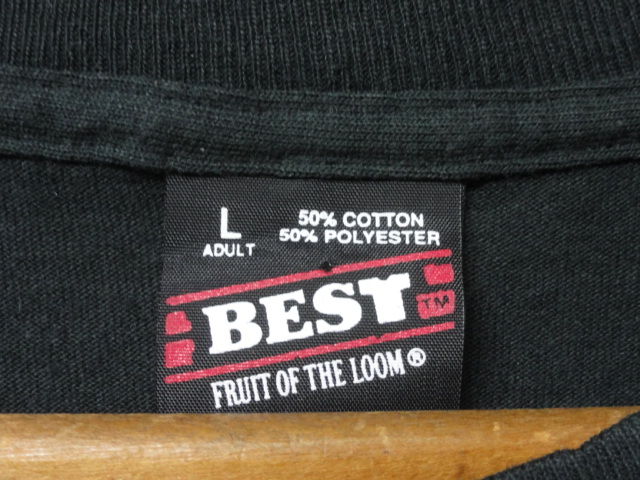 L
ADULT
50% COTTON
50% POLYESTER
BEST
TM
FRUIT OF THE LOOM®